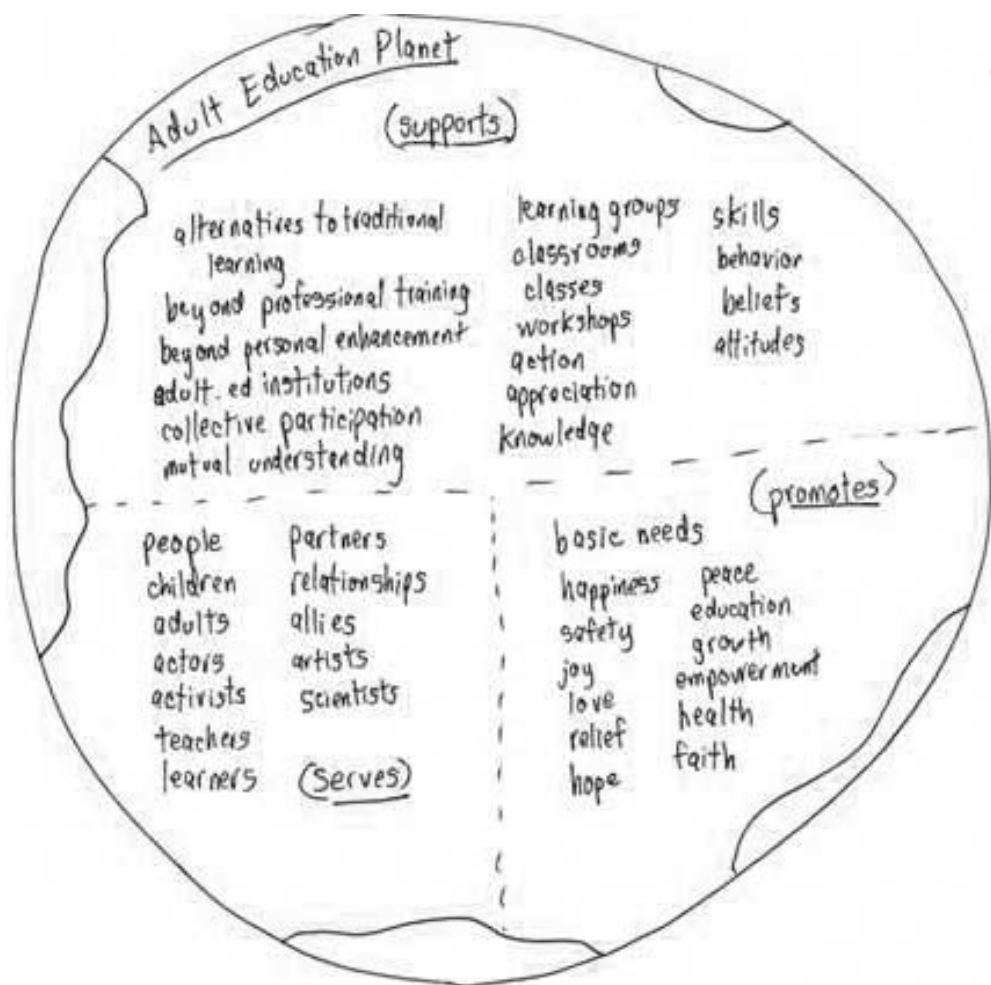 Adult Education Planet
(supports)
alternatives to traditional
learning
beyond professional training
beyond personal enhancement
adult. ed institutions
collective participation
mutual understanding
learning groups
classrooms
classes
workshops
action
appreciation
knowledge
skills
behavior
beliefs
attitudes
people
children
adults
actors
activists
teachers
learners
partners
relationships
allies
artists
scientists
(serves)
(promotes)
basic needs
happiness
safety
joy
love
relief
hope
peace
education
growth
empowerment
health
faith